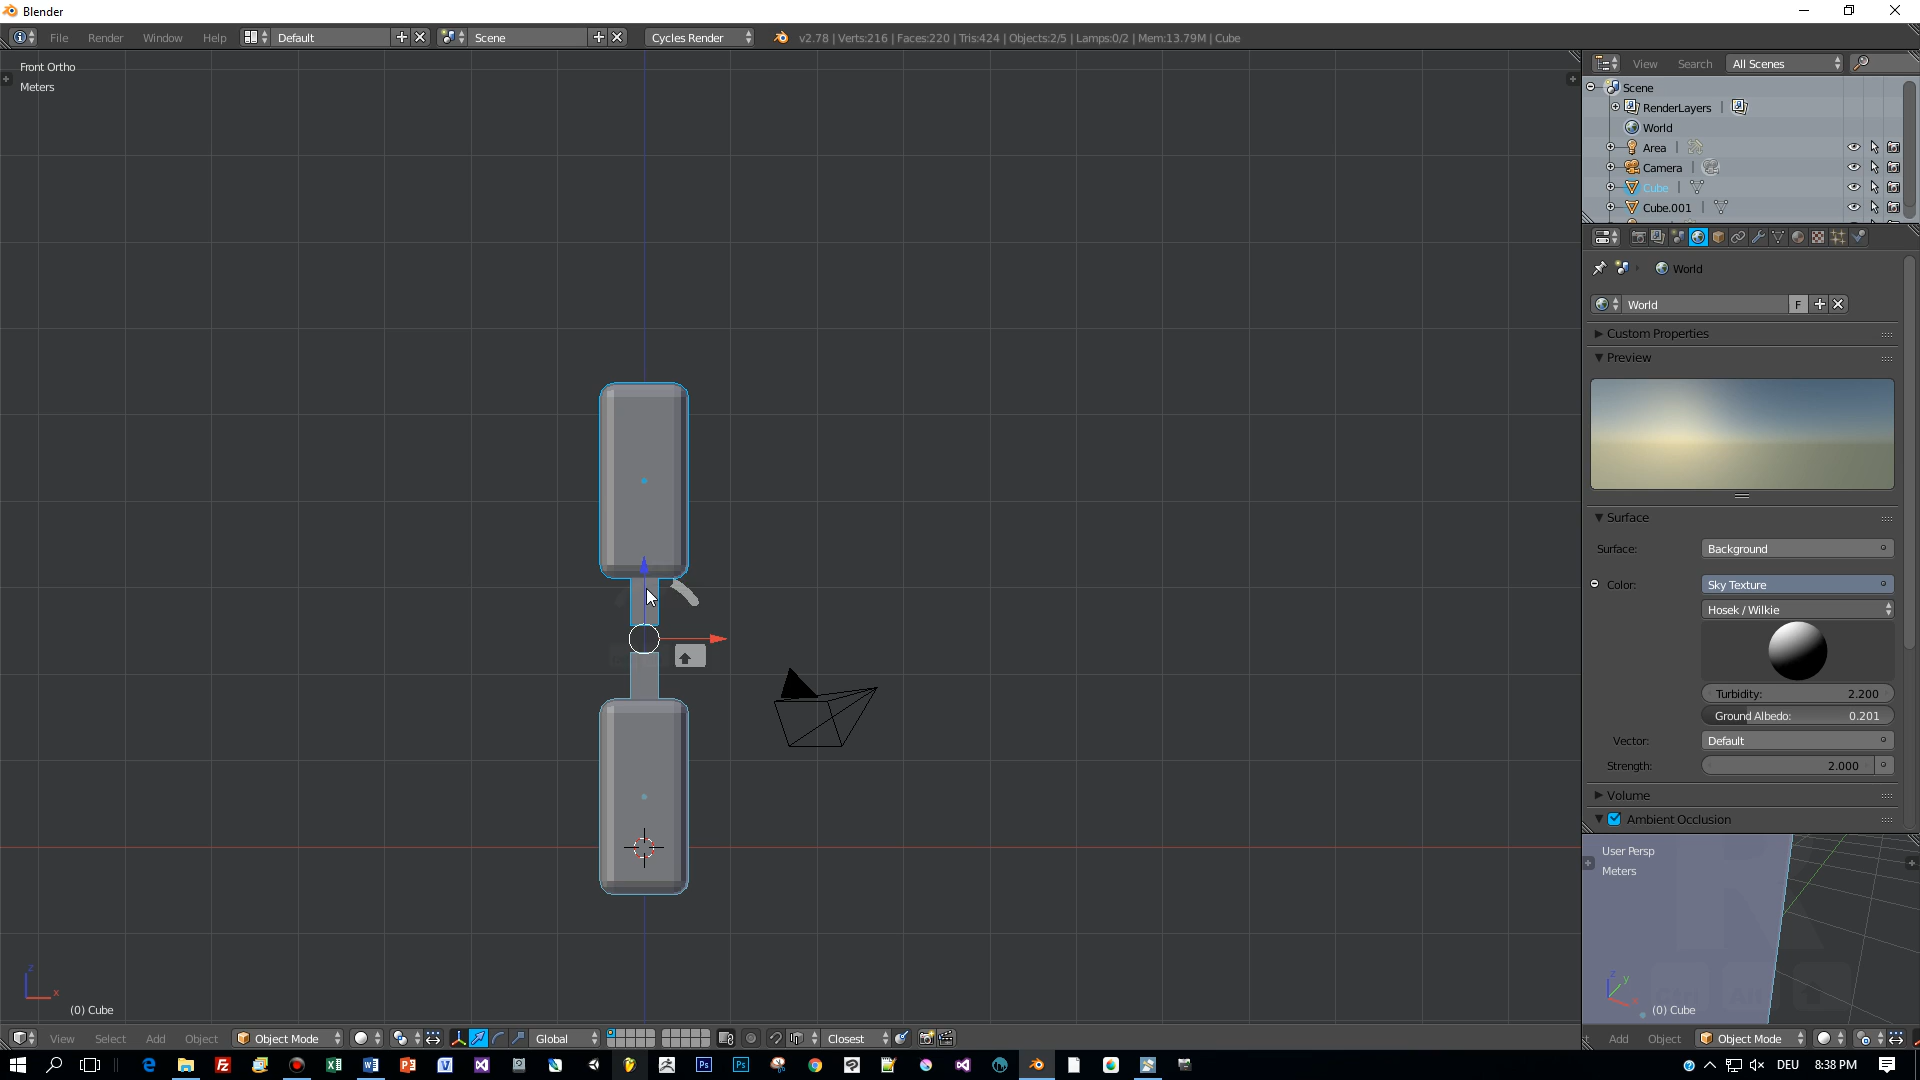 Blender
File Render Window Help Default Scene Cycles Render v2.78 | Verts:216 | Faces:220 | Tris:424 | Objects:2/5 | Lamps:0/2 | Mem:13.79M | Cube
Front Ortho
Meters
View Search All Scenes
Scene
RenderLayers
World
Area
Camera
Cube
Cube.001
World
World F
Custom Properties
Preview
Surface
Surface: Background
Color: Sky Texture
Hosek / Wilkie
Turbidity: 2.200
Ground Albedo: 0.201
Vector: Default
Strength: 2.000
Volume
Ambient Occlusion
User Persp
Meters
z
x
(0) Cube
z
y
(0) Cube
View Select Add Object Object Mode Global Closest
Add Object Object Mode
DEU 8:38 PM